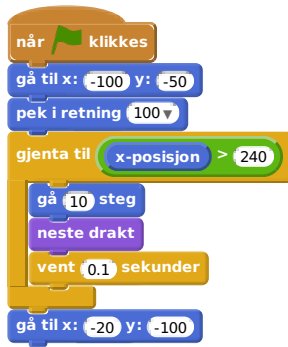 når klikkes
gå til x: -100 y: -50
pek i retning 100▼
gjenta til x-posisjon > 240
gå 10 steg
neste drakt
vent 0.1 sekunder
gå til x: -20 y: -100